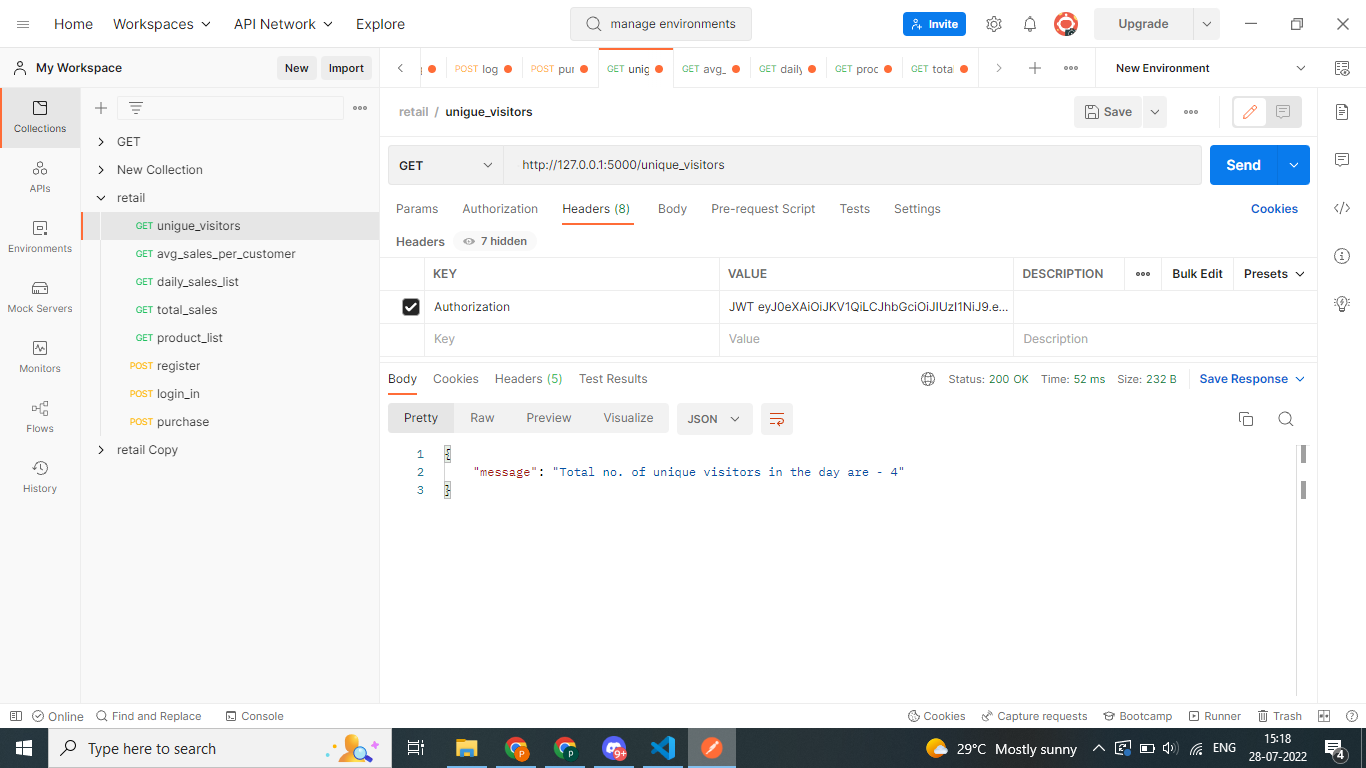 Home Workspaces API Network Explore manage environments Invite Upgrade
My Workspace New Import
POST log POST pur GET uniq GET avg_ GET daily GET proc GET tota New Environment
Collections
APIs
Environments
Mock Servers
Monitors
Flows
History
GET
New Collection
retail
GET unigue_visitors
GET avg_sales_per_customer
GET daily_sales_list
GET total_sales
GET product_list
POST register
POST login_in
POST purchase
retail Copy
retail / unigue_visitors Save
GET http://127.0.0.1:5000/unique_visitors Send
Params Authorization Headers (8) Body Pre-request Script Tests Settings Cookies
Headers 7 hidden
KEY VALUE DESCRIPTION Bulk Edit Presets
Authorization JWT eyJ0eXAiOiJKV1QiLCJhbGciOiJIUzI1NiJ9.e...
Key Value Description
Body Cookies Headers (5) Test Results Status: 200 OK Time: 52 ms Size: 232 B Save Response
Pretty Raw Preview Visualize JSON
1 {
2 "message": "Total no. of unique visitors in the day are - 4"
3 }
Online Find and Replace Console Cookies Capture requests Bootcamp Runner Trash
Type here to search 9+ 29°C Mostly sunny ENG 15:18
28-07-2022 4